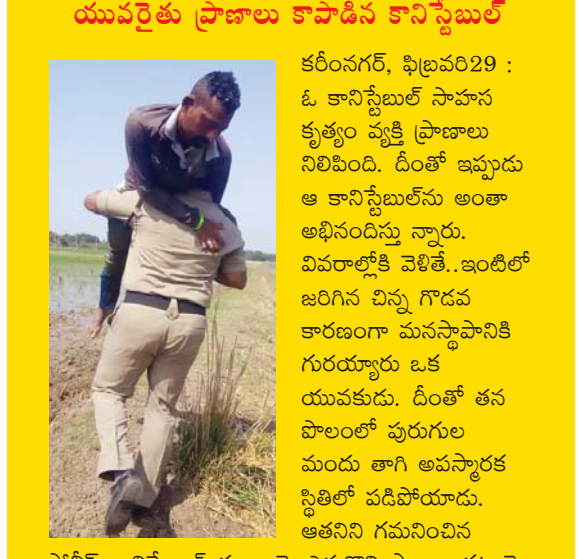 యువరైతు ప్రాణాలు కాపాడిన కానిస్టేబుల్
కరీంనగర్, ఫిబ్రవరి29 :
ఓ కానిస్టేబుల్ సాహస
కృత్యం వ్యక్తి ప్రాణాలు
నిలిపింది. దీంతో ఇప్పుడు
ఆ కానిస్టేబుల్‌ను అంతా
అభినందిస్తు న్నారు.
వివరాల్లోకి వెళితే..ఇంటిలో
జరిగిన చిన్న గొడవ
కారణంగా మనస్థాపానికి
గురయ్యారు ఒక
యువకుడు. దీంతో తన
పొలంలో పురుగుల
మందు తాగి అపస్మారక
స్థితిలో పడిపోయాడు.
ఆతనిని గమనించిన